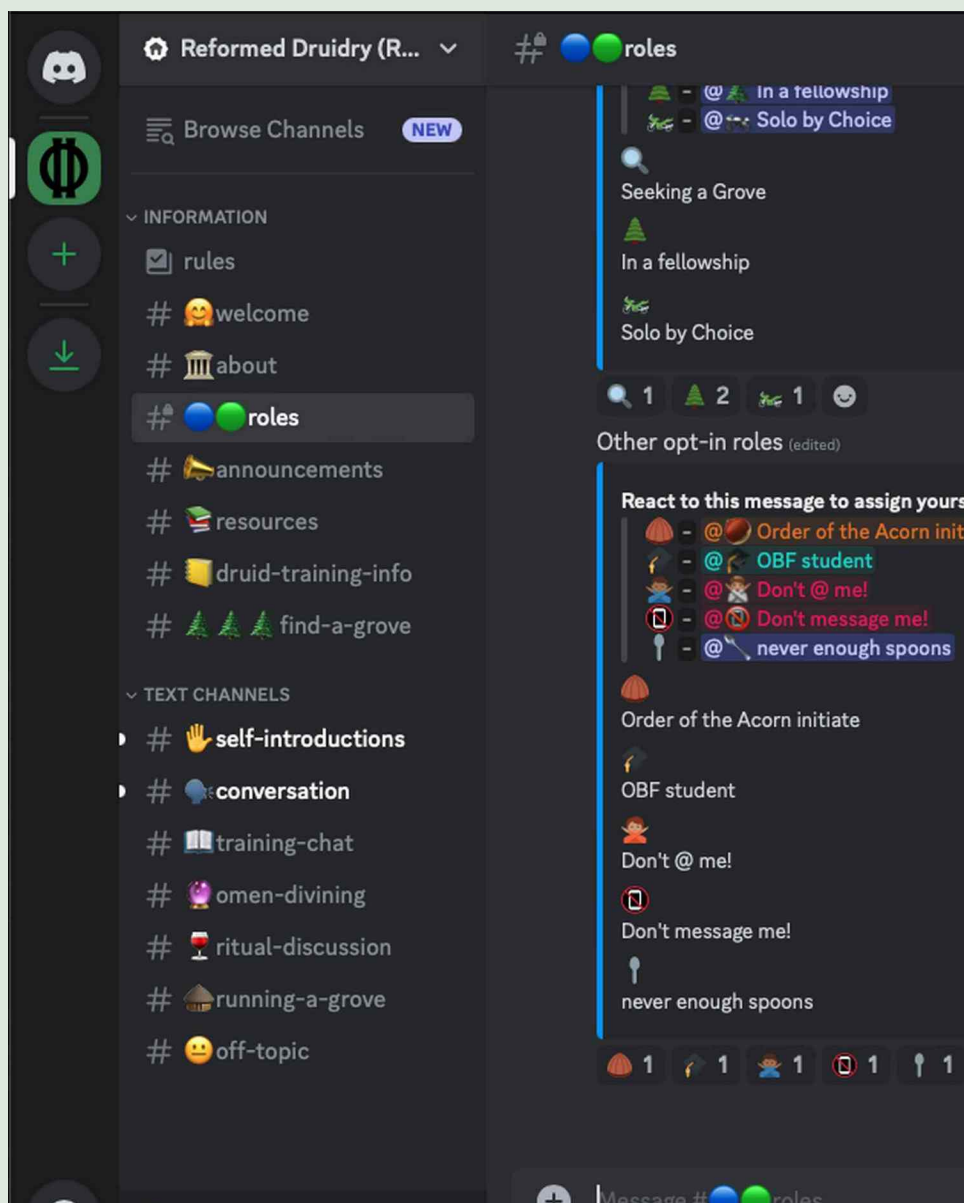 Reformed Druidry (R...
Browse Channels
NEW
INFORMATION
rules
welcome
about
roles
announcements
resources
druid-training-info
find-a-grove
TEXT CHANNELS
self-introductions
conversation
training-chat
omen-divining
ritual-discussion
running-a-grove
off-topic
roles
- @ In a fellowship
- @ Solo by Choice
Seeking a Grove
In a fellowship
Solo by Choice
1 2 1
Other opt-in roles (edited)
React to this message to assign yours
- @ Order of the Acorn init
- @ OBF student
- @ Don't @ me!
- @ Don't message me!
- @ never enough spoons
Order of the Acorn initiate
OBF student
Don't @ me!
Don't message me!
never enough spoons
1 1 1 1 1
Message # roles